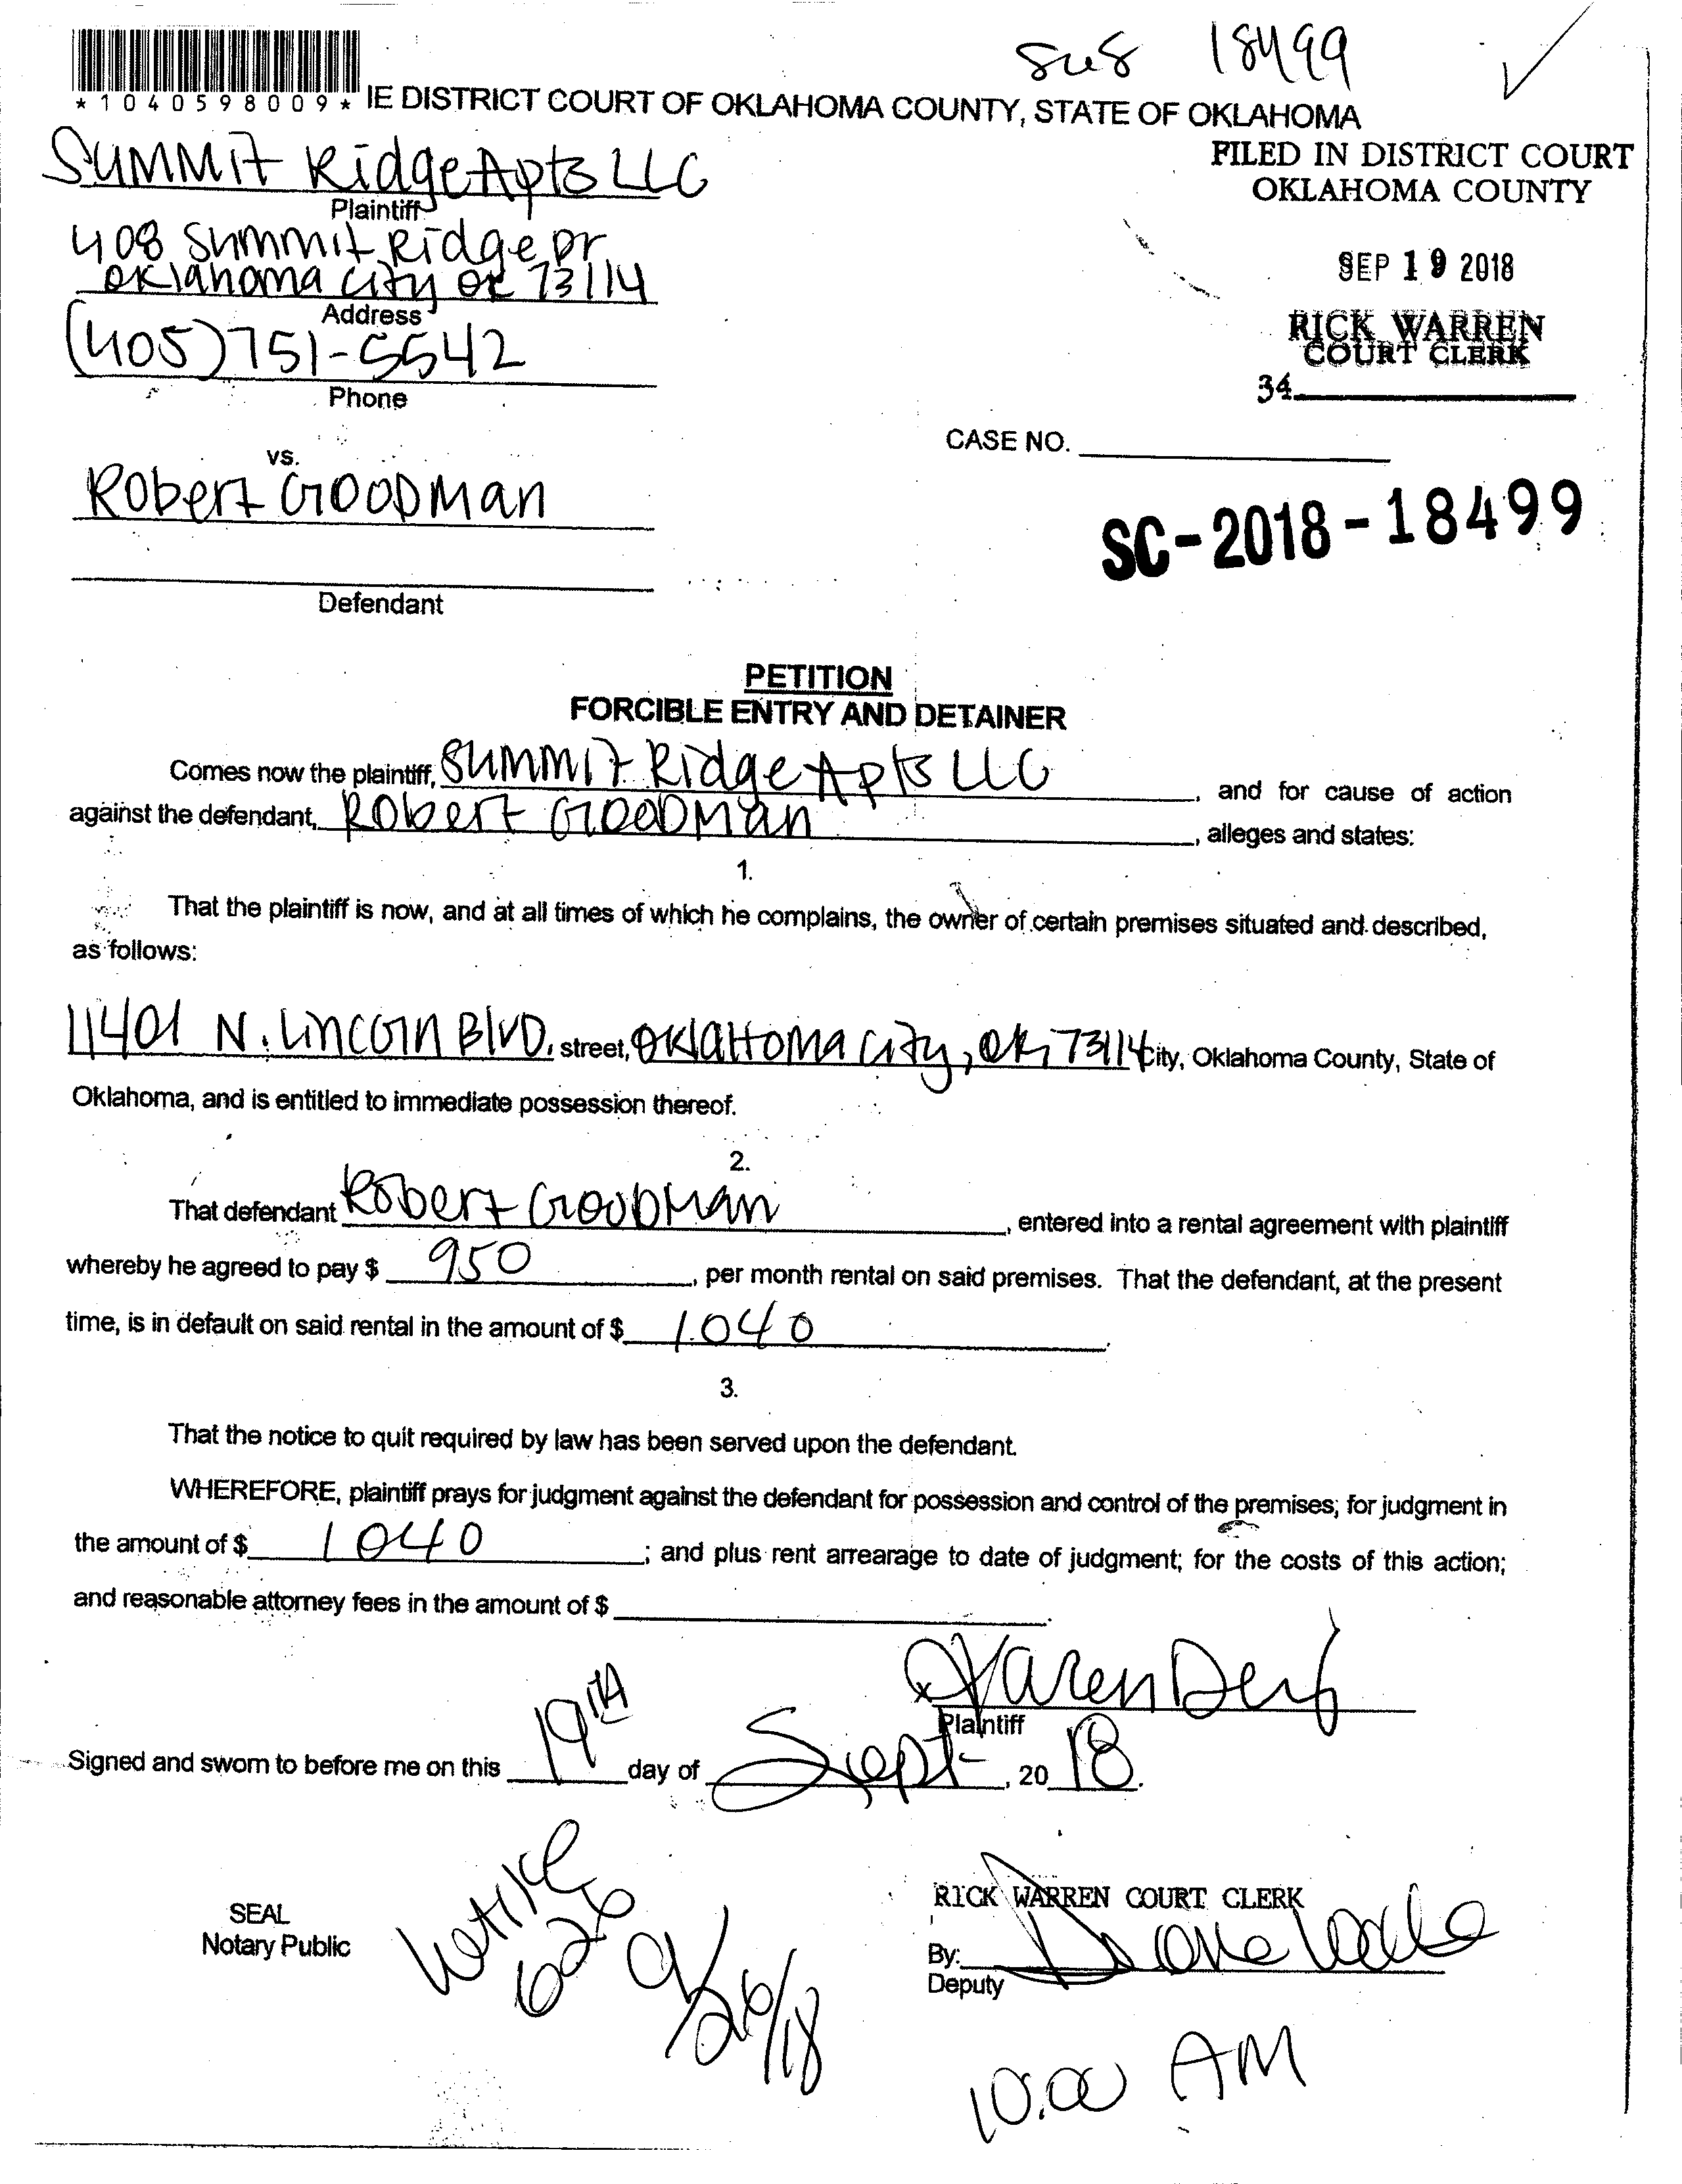 18499
*1040598009* IE DISTRICT COURT OF OKLAHOMA COUNTY, STATE OF OKLAHOMA
FILED IN DISTRICT COURT
OKLAHOMA COUNTY
SEP 19 2018
RICK WARREN
COURT CLERK
34
Summit Ridge Apts LLC
Plaintiff
408 Summit Ridge Dr
Oklahoma City OK 73114
Address
(405)751-5542
Phone
CASE NO.
vs.
Robert Goodman
SC-2018-18499
Defendant
PETITION
FORCIBLE ENTRY AND DETAINER
Comes now the plaintiff, Summit Ridge Apts LLC, and for cause of action
against the defendant, Robert Goodman, alleges and states:
1.
That the plaintiff is now, and at all times of which he complains, the owner of certain premises situated and described,
as follows:
11401 N. Lincoln Blvd. street, Oklahoma City, OK, 73114 City, Oklahoma County, State of
Oklahoma, and is entitled to immediate possession thereof.
2.
That defendant Robert Goodman, entered into a rental agreement with plaintiff
whereby he agreed to pay $ 950, per month rental on said premises. That the defendant, at the present
time, is in default on said rental in the amount of $ 1040.
3.
That the notice to quit required by law has been served upon the defendant.
WHEREFORE, plaintiff prays for judgment against the defendant for possession and control of the premises; for judgment in
the amount of $ 1040; and plus rent arrearage to date of judgment; for the costs of this action;
and reasonable attorney fees in the amount of $
Karen
Plaintiff
Signed and sworn to before me on this 19th day of Sept, 2018.
SEAL
Notary Public
626
9/26/18
RICK WARREN COURT CLERK
By:
Deputy
10:00 AM